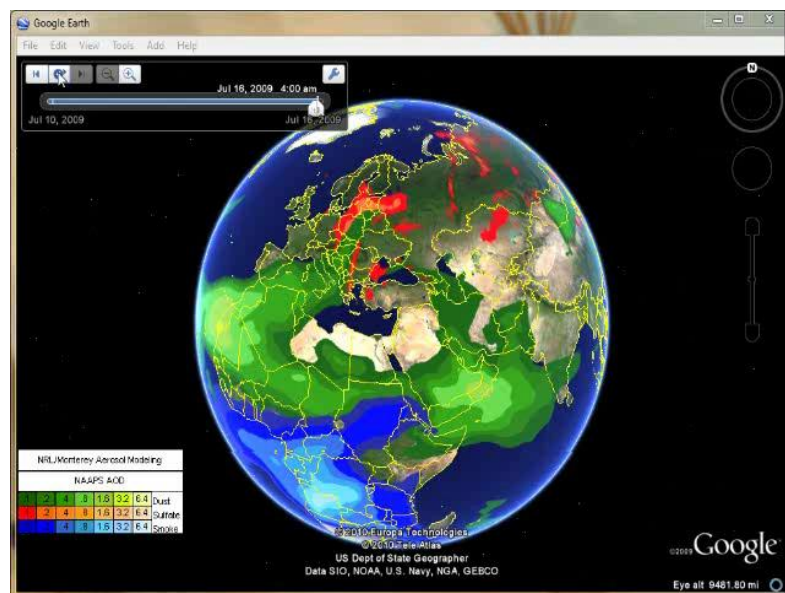 Google Earth
File Edit View Tools Add Help
Jul 16, 2009 4:00 am
Jul 10, 2009 Jul 16, 2009
N
NRL/Monterey Aerosol Modeling
NAAPS AOD
.1 .2 .4 .8 1.6 3.2 6.4 Dust
.1 .2 .4 .8 1.6 3.2 6.4 Sulfate
.4 .8 1.6 3.2 6.4 Smoke
© 2010 Europa Technologies
© 2010 Tele Atlas
US Dept of State Geographer
Data SIO, NOAA, U.S. Navy, NGA, GEBCO
©2009 Google
Eye alt 9481.80 mi